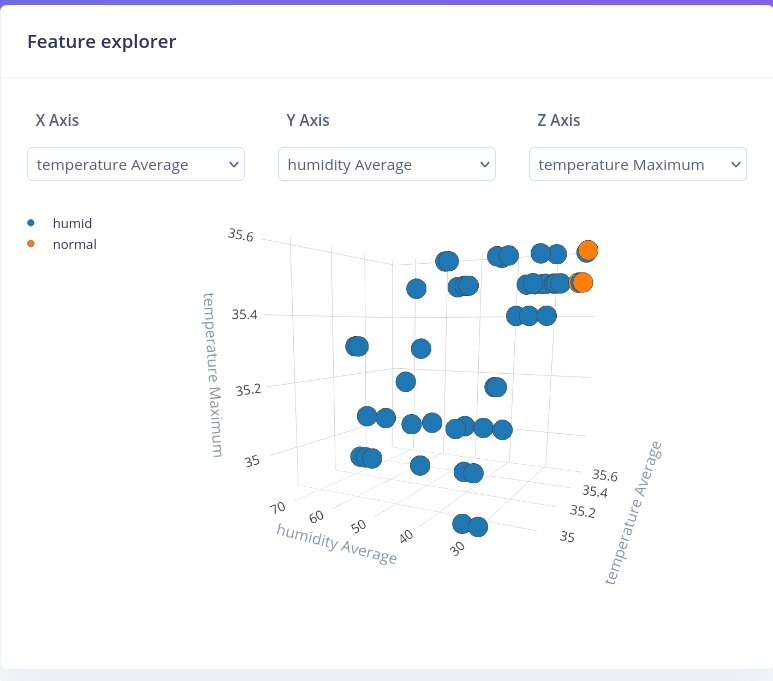 Feature explorer
X Axis
Y Axis
Z Axis
temperature Average
humidity Average
temperature Maximum
humid
normal
35.6
35.4
35.2
35
temperature Maximum
70
60
50
40
30
humidity Average
35.6
35.4
35.2
35
temperature Average